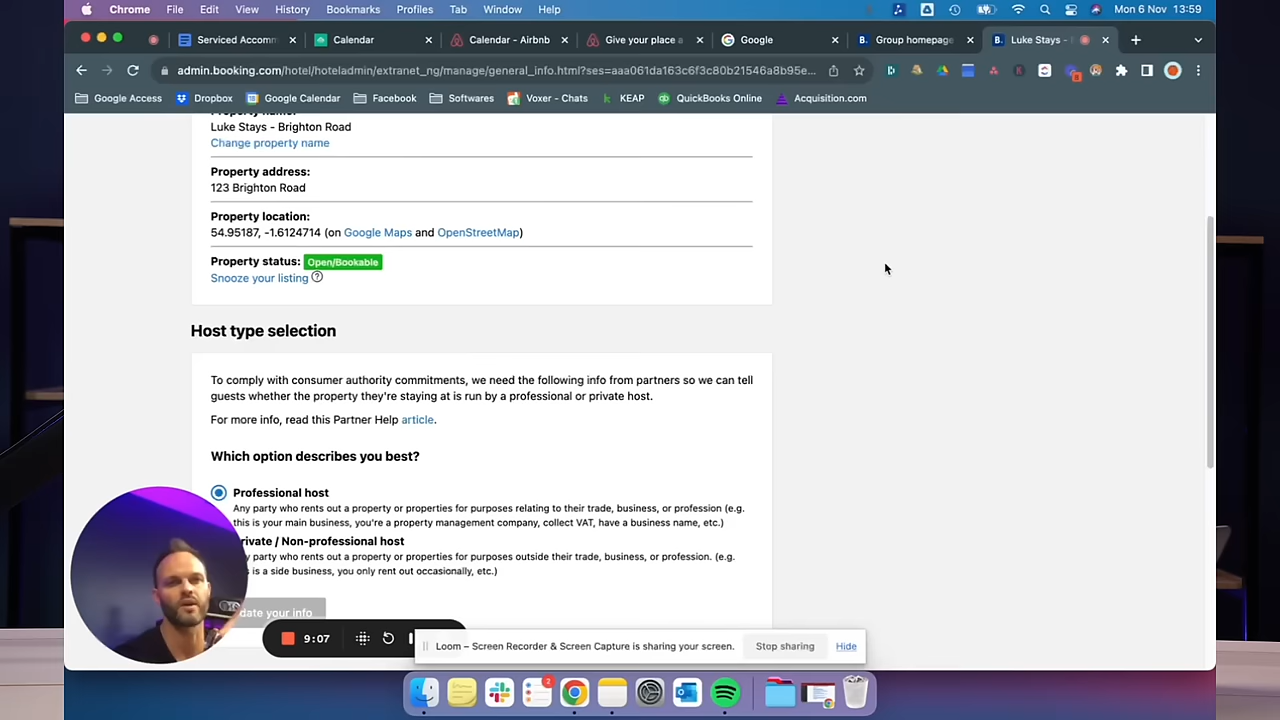 Chrome File Edit View History Bookmarks Profiles Tab Window Help Mon 6 Nov 13:59
Serviced Accomm Calendar Calendar - Airbnb Give your place a Google Group homepage Luke Stays -
admin.booking.com/hotel/hoteladmin/extranet_ng/manage/general_info.html?ses=aaa061da163c6f3c80b21546a8b95e...
Google Access Dropbox Google Calendar Facebook Softwares Voxer - Chats KEAP QuickBooks Online Acquisition.com
Property name:
Luke Stays - Brighton Road
Change property name
Property address:
123 Brighton Road
Property location:
54.95187, -1.6124714 (on Google Maps and OpenStreetMap)
Property status: Open/Bookable
Snooze your listing ?
Host type selection
To comply with consumer authority commitments, we need the following info from partners so we can tell
guests whether the property they're staying at is run by a professional or private host.
For more info, read this Partner Help article.
Which option describes you best?
Professional host
Any party who rents out a property or properties for purposes relating to their trade, business, or profession (e.g.
this is your main business, you're a property management company, collect VAT, have a business name, etc.)
rivate / Non-professional host
y party who rents out a property or properties for purposes outside their trade, business, or profession. (e.g.
is a side business, you only rent out occasionally, etc.)
date your info
9:07
Loom – Screen Recorder & Screen Capture is sharing your screen. Stop sharing Hide
2